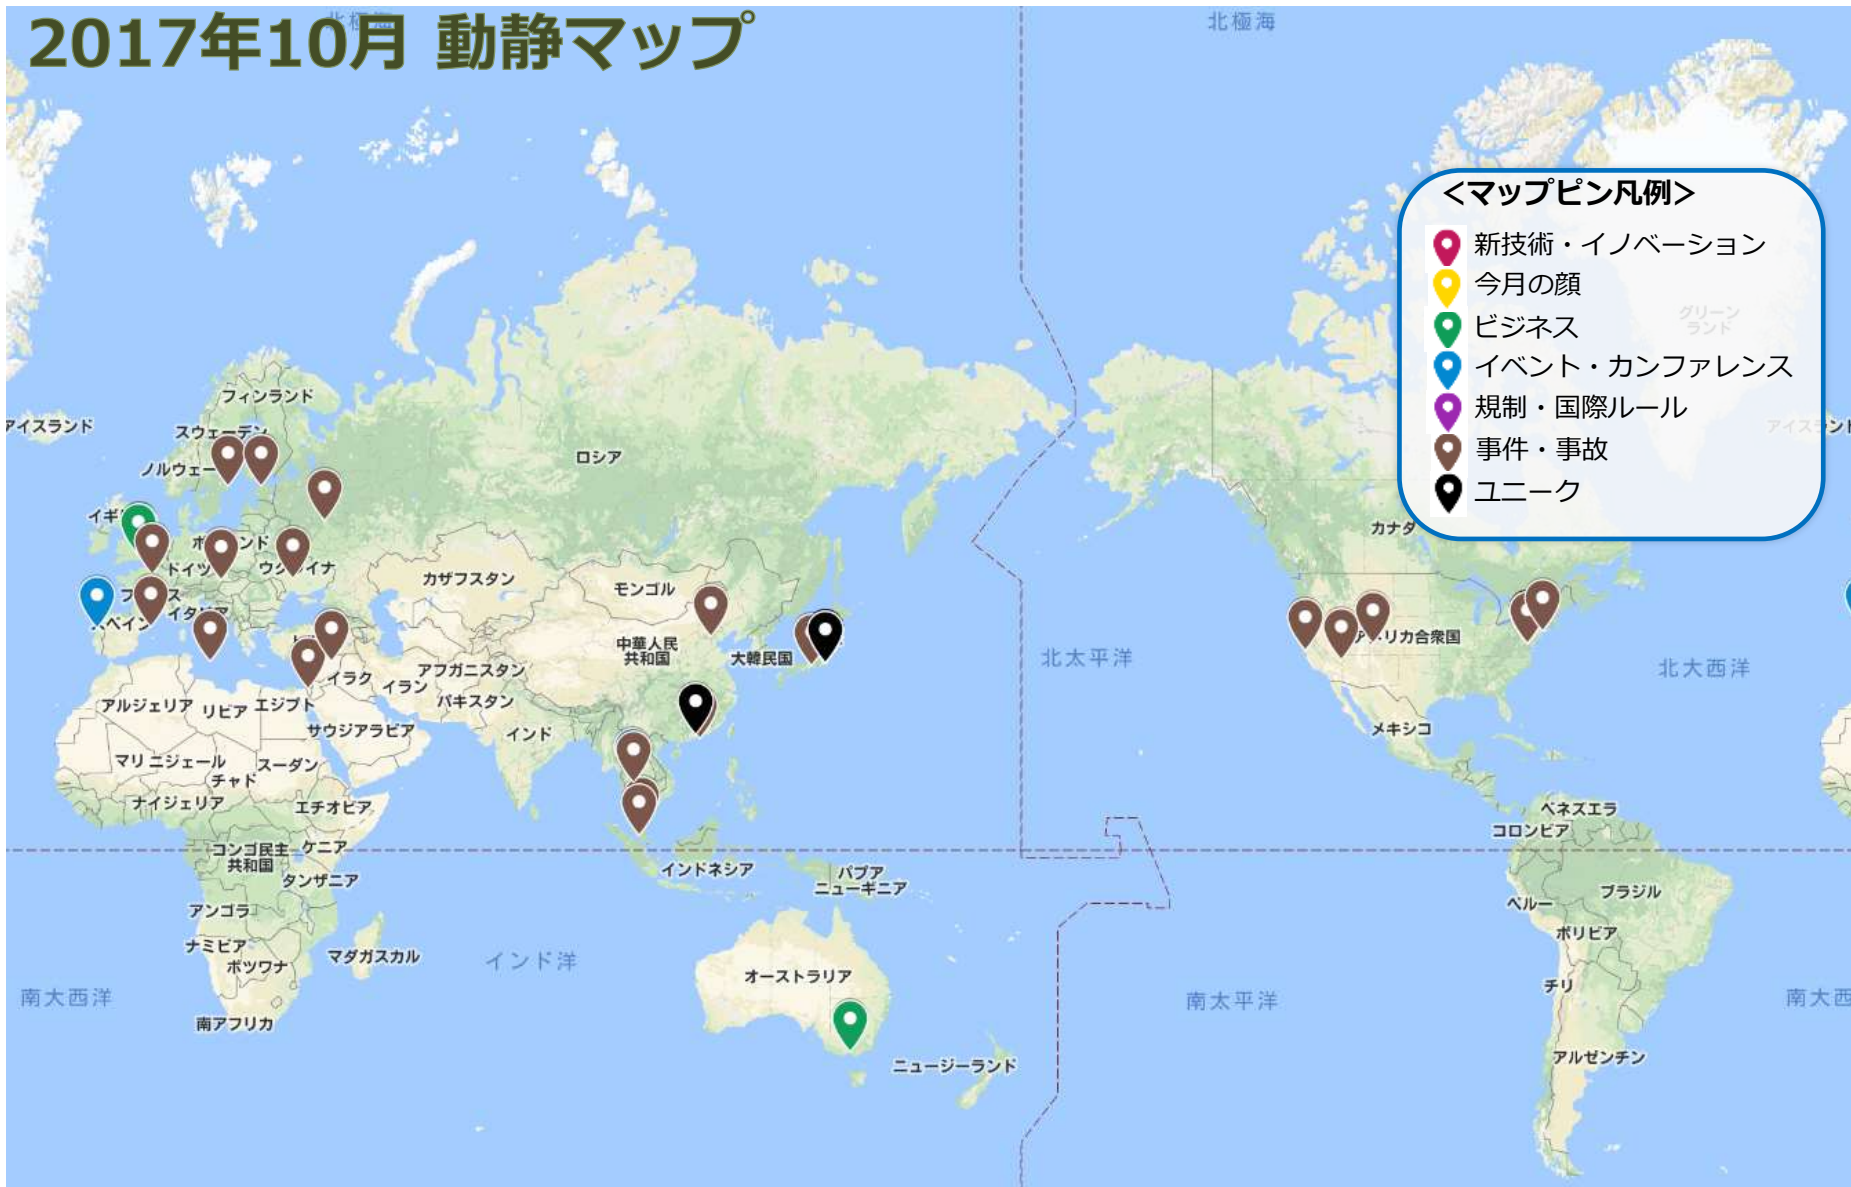 2017年10月 動静マップ
北極海
<マップピン凡例>
新技術・イノベーション
今月の顔
ビジネス
イベント・カンファレンス
規制・国際ルール
事件・事故
ユニーク
グリーン
ランド
フィンランド
アイスランド
スウェーデン
ロシア
カナダ
カザフスタン
モンゴル
中華人民
共和国
大韓民国
アフガニスタン
イラク
イラン
パキスタン
アルジェリア
リビア
エジプト
サウジアラビア
インド
北太平洋
北大西洋
メキシコ
マリ
ニジェール
チャド
スーダン
ナイジェリア
エチオピア
ベネズエラ
コロンビア
コンゴ民主
共和国
ケニア
タンザニア
インドネシア
パプア
ニューギニア
ブラジル
ペルー
アンゴラ
ナミビア
ボツワナ
マダガスカル
インド洋
オーストラリア
ボリビア
チリ
南大西洋
南太平洋
南大西
南アフリカ
ニュージーランド
アルゼンチン